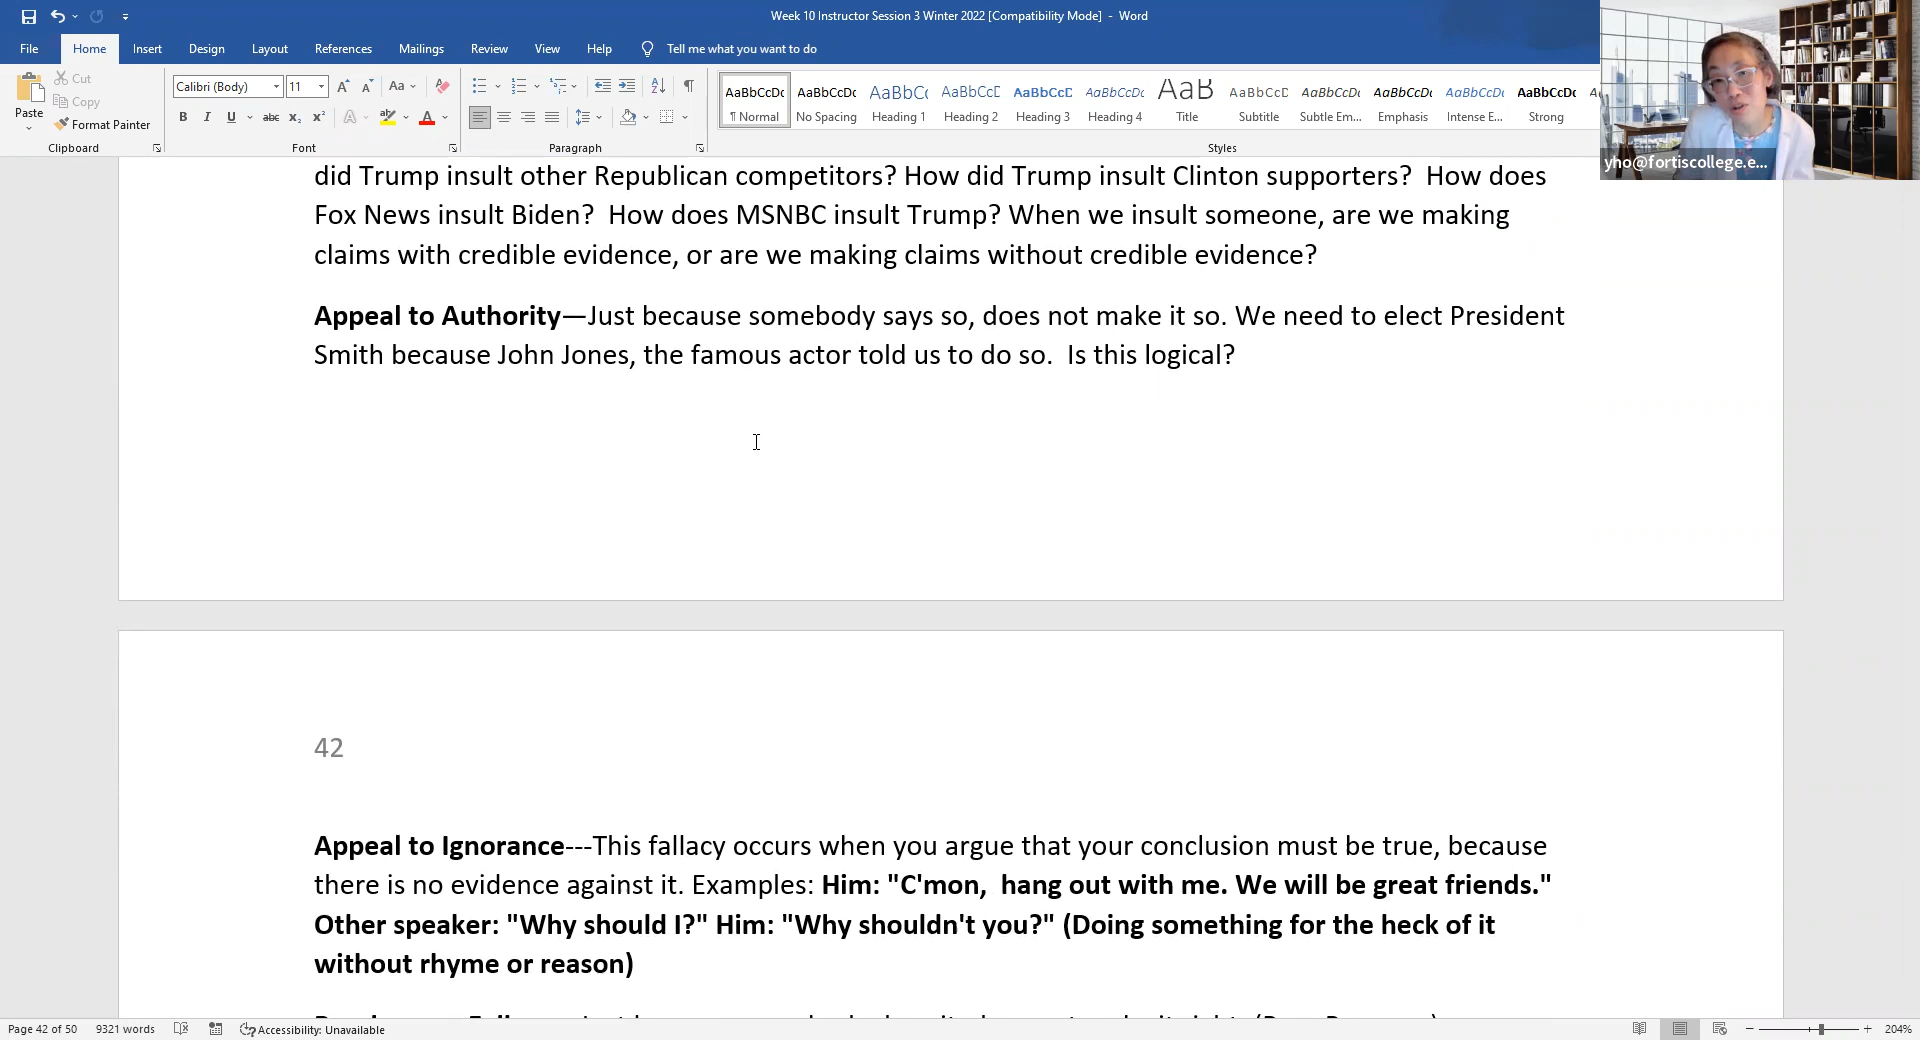 Week 10 Instructor Session 3 Winter 2022 [Compatibility Mode] - Word
File Home Insert Design Layout References Mailings Review View Help Tell me what you want to do
Paste
Cut
Copy
Format Painter
Clipboard
Calibri (Body) 11 Aa
B I U abc x₂ x² A ab A
Font
Paragraph
AaBbCcDc AaBbCcDc AaBbC( AaBbCcE AaBbCcE AaBbCcDc AaB AaBbCcD AaBbCcDc AaBbCcDc AaBbCcDc AaBbCcDc
¶ Normal No Spacing Heading 1 Heading 2 Heading 3 Heading 4 Title Subtitle Subtle Em... Emphasis Intense E... Strong
Styles
yho@fortiscollege.e...
did Trump insult other Republican competitors? How did Trump insult Clinton supporters?  How does
Fox News insult Biden?  How does MSNBC insult Trump? When we insult someone, are we making
claims with credible evidence, or are we making claims without credible evidence?
Appeal to Authority—Just because somebody says so, does not make it so. We need to elect President
Smith because John Jones, the famous actor told us to do so.  Is this logical?
42
Appeal to Ignorance---This fallacy occurs when you argue that your conclusion must be true, because
there is no evidence against it. Examples: Him: "C'mon,  hang out with me. We will be great friends."
Other speaker: "Why should I?" Him: "Why shouldn't you?" (Doing something for the heck of it
without rhyme or reason)
Page 42 of 50 9321 words Accessibility: Unavailable 204%